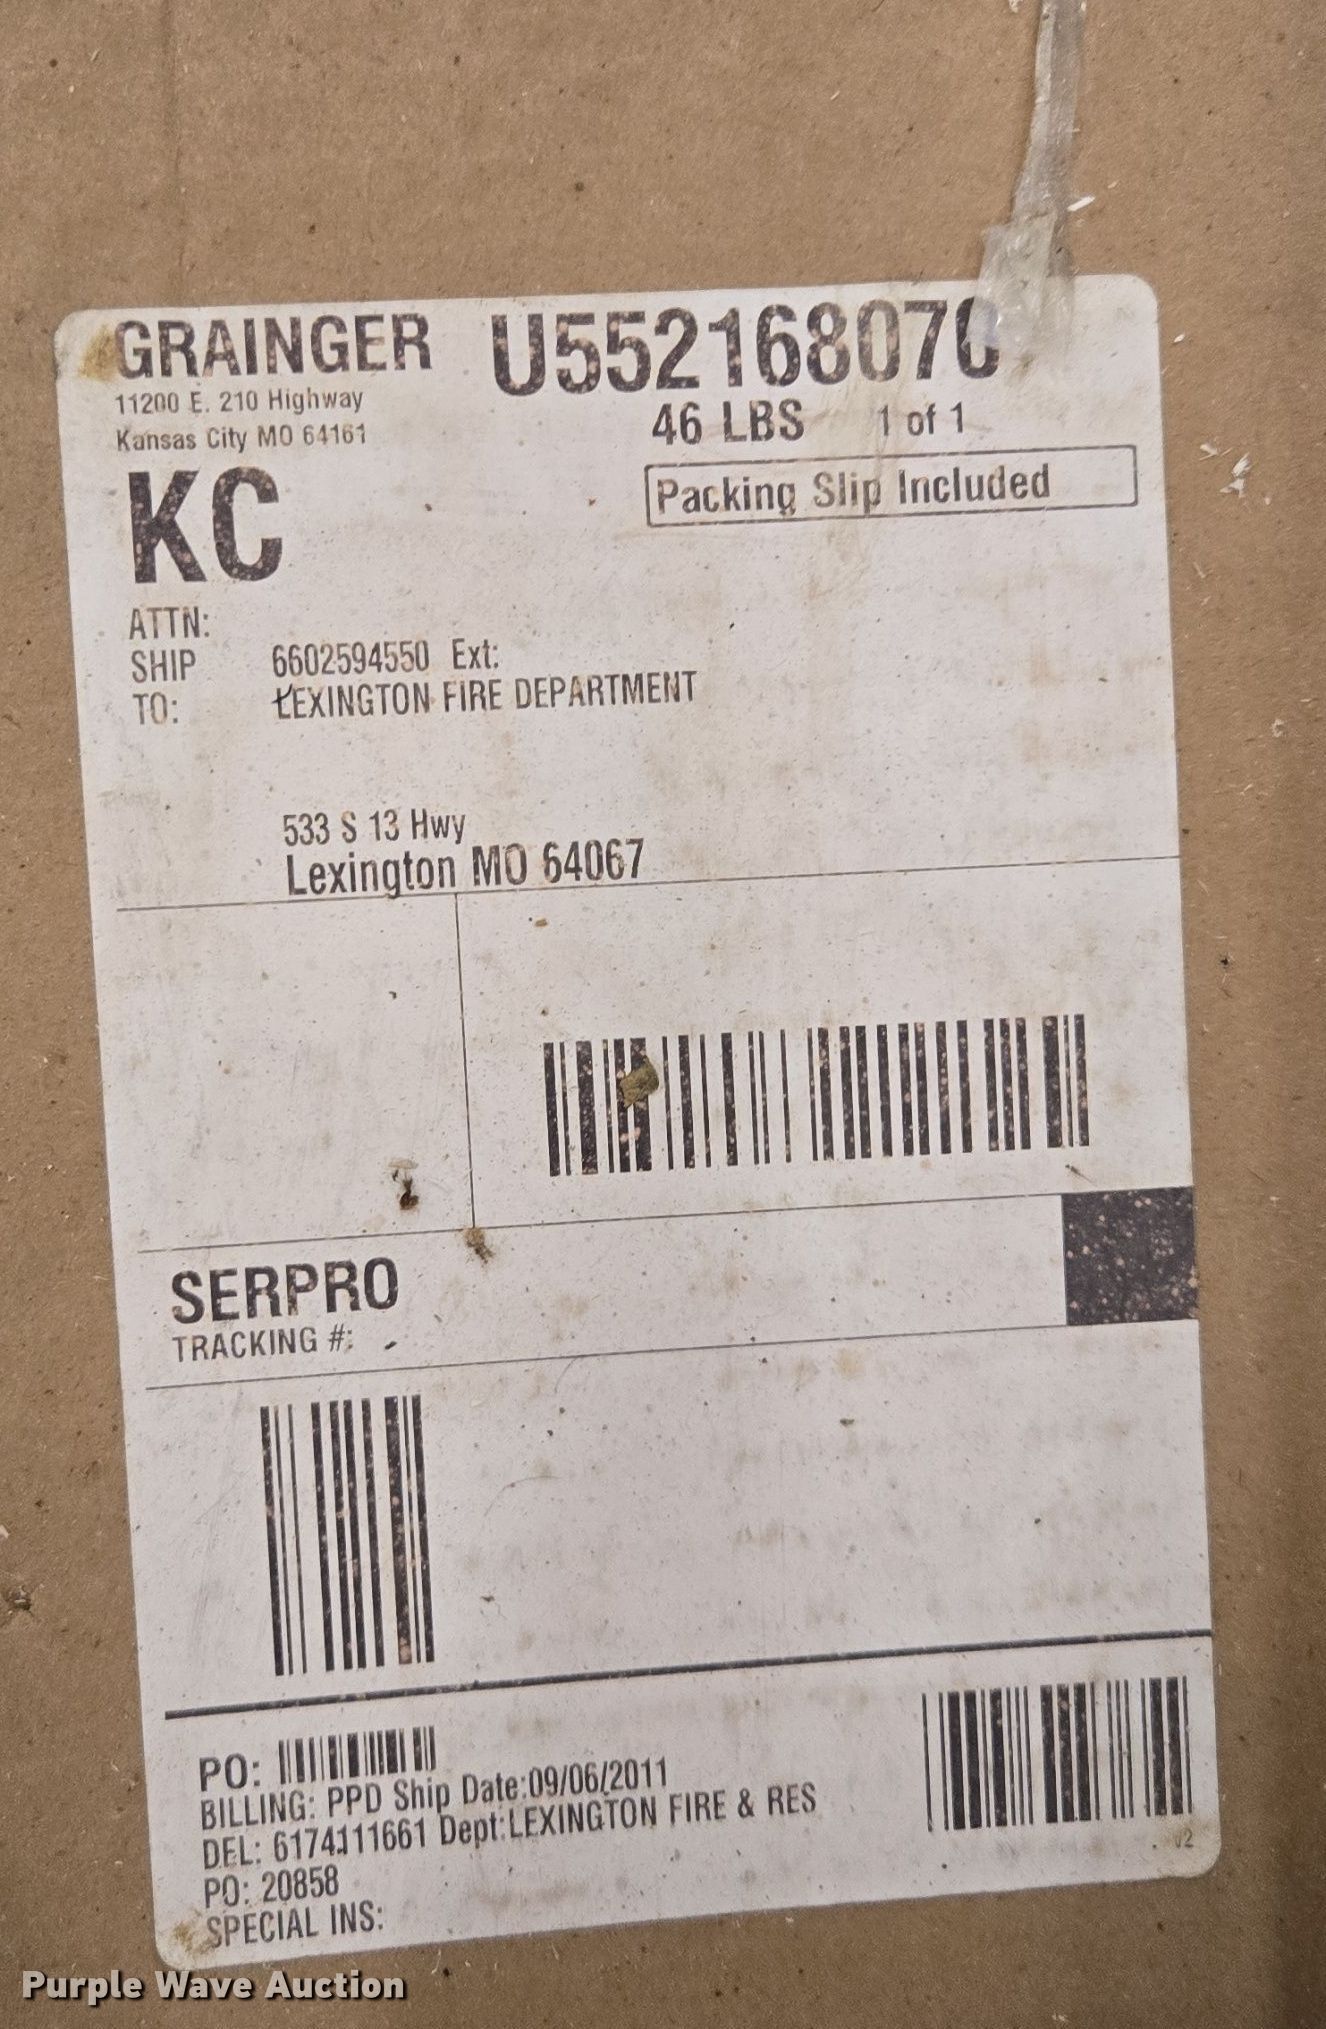 GRAINGER U552168070
11200 E. 210 Highway
Kansas City MO 64161
46 LBS 1 of 1
KC
Packing Slip Included
ATTN:
SHIP 6602594550 Ext:
TO: LEXINGTON FIRE DEPARTMENT
533 S 13 Hwy
Lexington MO 64067
SERPRO
TRACKING #:
PO:
BILLING: PPD Ship Date:09/06/2011
DEL: 6174111661 Dept:LEXINGTON FIRE & RES
PO: 20858
SPECIAL INS:
V2
Purple Wave Auction